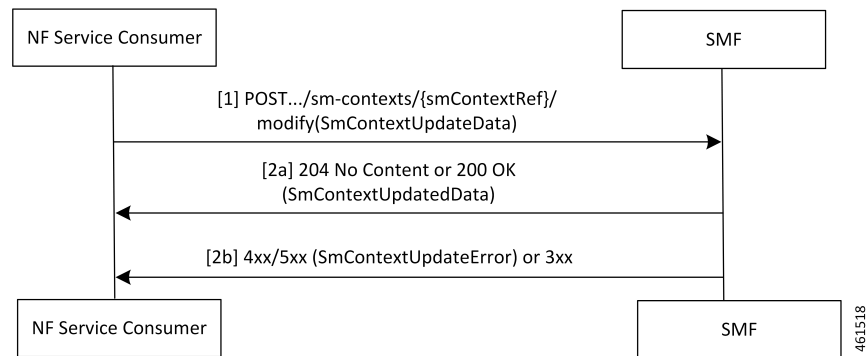 NF Service Consumer
SMF
[1] POST.../sm-contexts/{smContextRef}/
modify(SmContextUpdateData)
[2a] 204 No Content or 200 OK
(SmContextUpdatedData)
[2b] 4xx/5xx (SmContextUpdateError) or 3xx
NF Service Consumer
SMF
461518